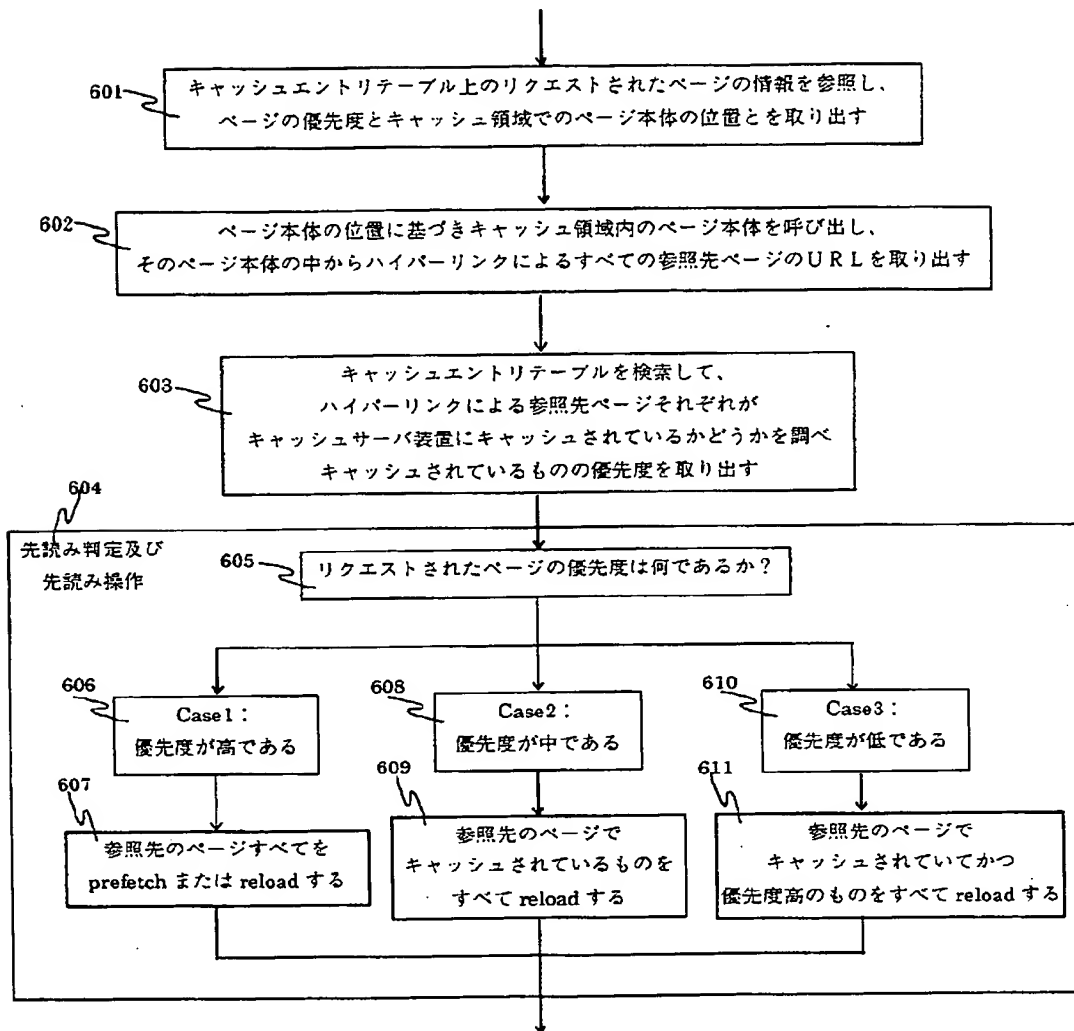 601
キャッシュエントリテーブル上のリクエストされたページの情報を参照し、
ページの優先度とキャッシュ領域でのページ本体の位置とを取り出す
602
ページ本体の位置に基づきキャッシュ領域内のページ本体を呼び出し、
そのページ本体の中からハイパーリンクによるすべての参照先ページのURLを取り出す
603
キャッシュエントリテーブルを検索して、
ハイパーリンクによる参照先ページそれぞれが
キャッシュサーバ装置にキャッシュされているかどうかを調べ
キャッシュされているものの優先度を取り出す
604
先読み判定及び
先読み操作
605
リクエストされたページの優先度は何であるか?
606
Case1:
優先度が高である
608
Case2:
優先度が中である
610
Case3:
優先度が低である
607
参照先のページすべてを
prefetch または reload する
609
参照先のページで
キャッシュされているものを
すべて reload する
611
参照先のページで
キャッシュされていてかつ
優先度高のものをすべて reload する